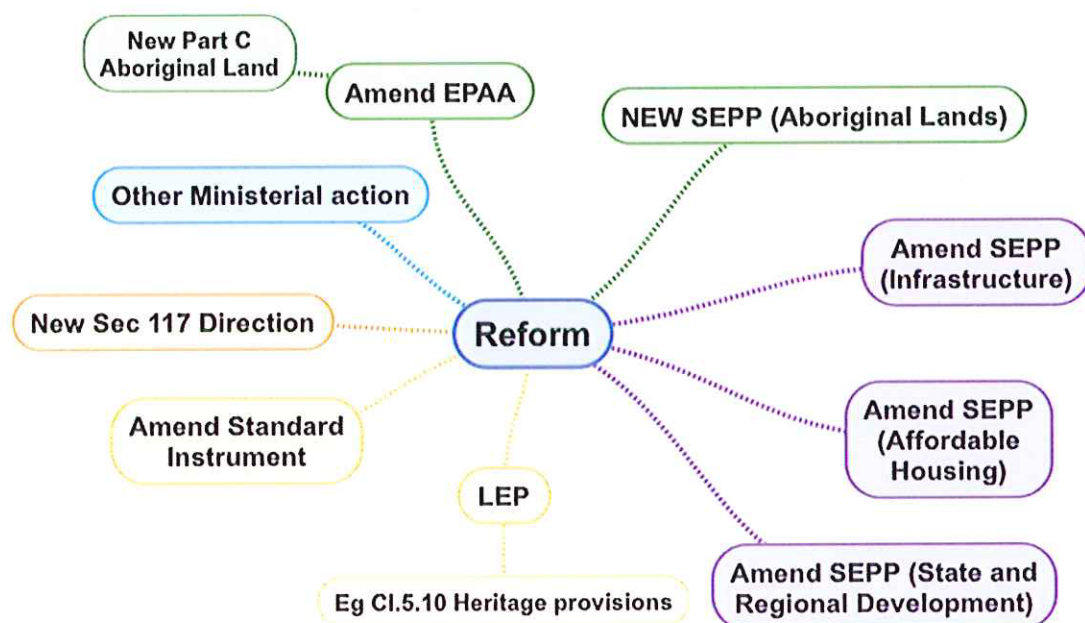 New Part C
Aboriginal Land
Amend EPAA
NEW SEPP (Aboriginal Lands)
Other Ministerial action
Amend SEPP
(Infrastructure)
New Sec 117 Direction
Reform
Amend Standard
Instrument
Amend SEPP
(Affordable
Housing)
LEP
Amend SEPP (State and
Regional Development)
Eg Cl.5.10 Heritage provisions